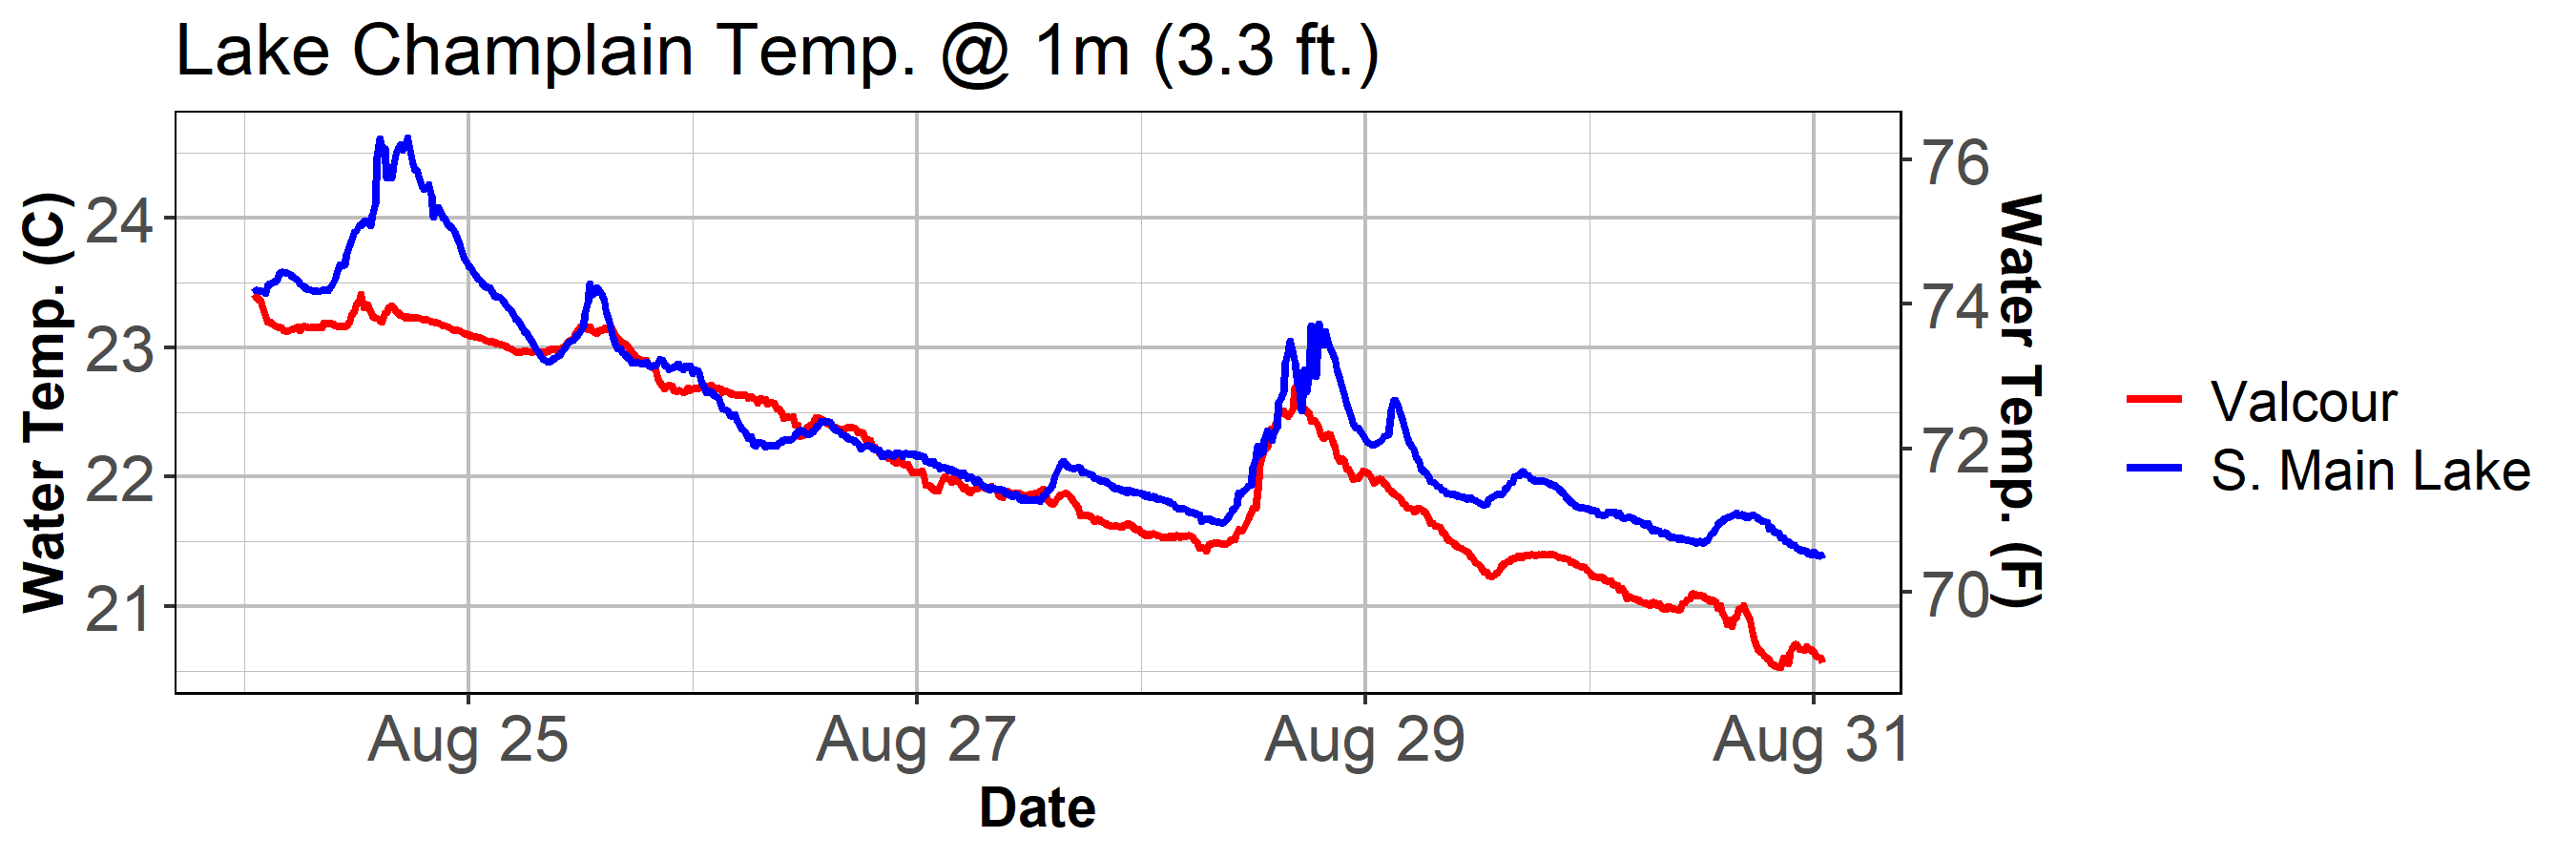 Lake Champlain Temp. @ 1m (3.3 ft.)
Water Temp. (C)
24
23
22
21
76
74
72
70
Water Temp. (F)
Aug 25
Aug 27
Aug 29
Aug 31
Date
Valcour
S. Main Lake